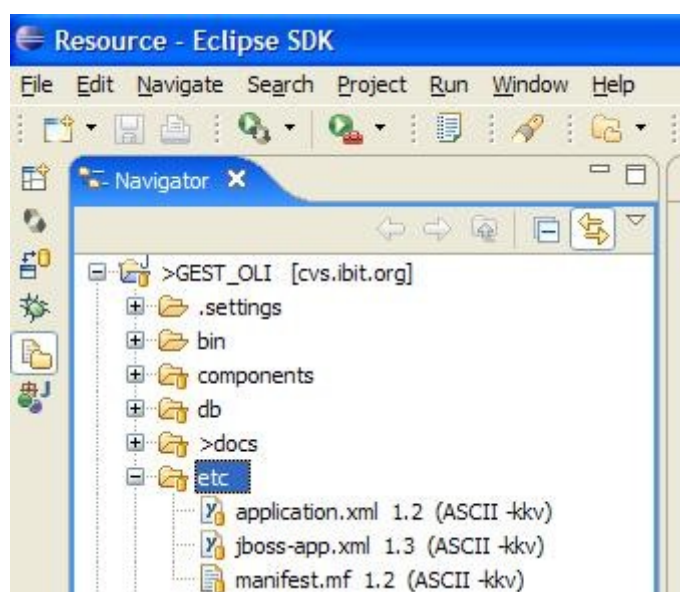 Resource - Eclipse SDK
File Edit Navigate Search Project Run Window Help
Navigator
>GEST_OLI [cvs.ibit.org]
.settings
bin
components
db
>docs
etc
application.xml 1.2 (ASCII -kkv)
jboss-app.xml 1.3 (ASCII -kkv)
manifest.mf 1.2 (ASCII -kkv)